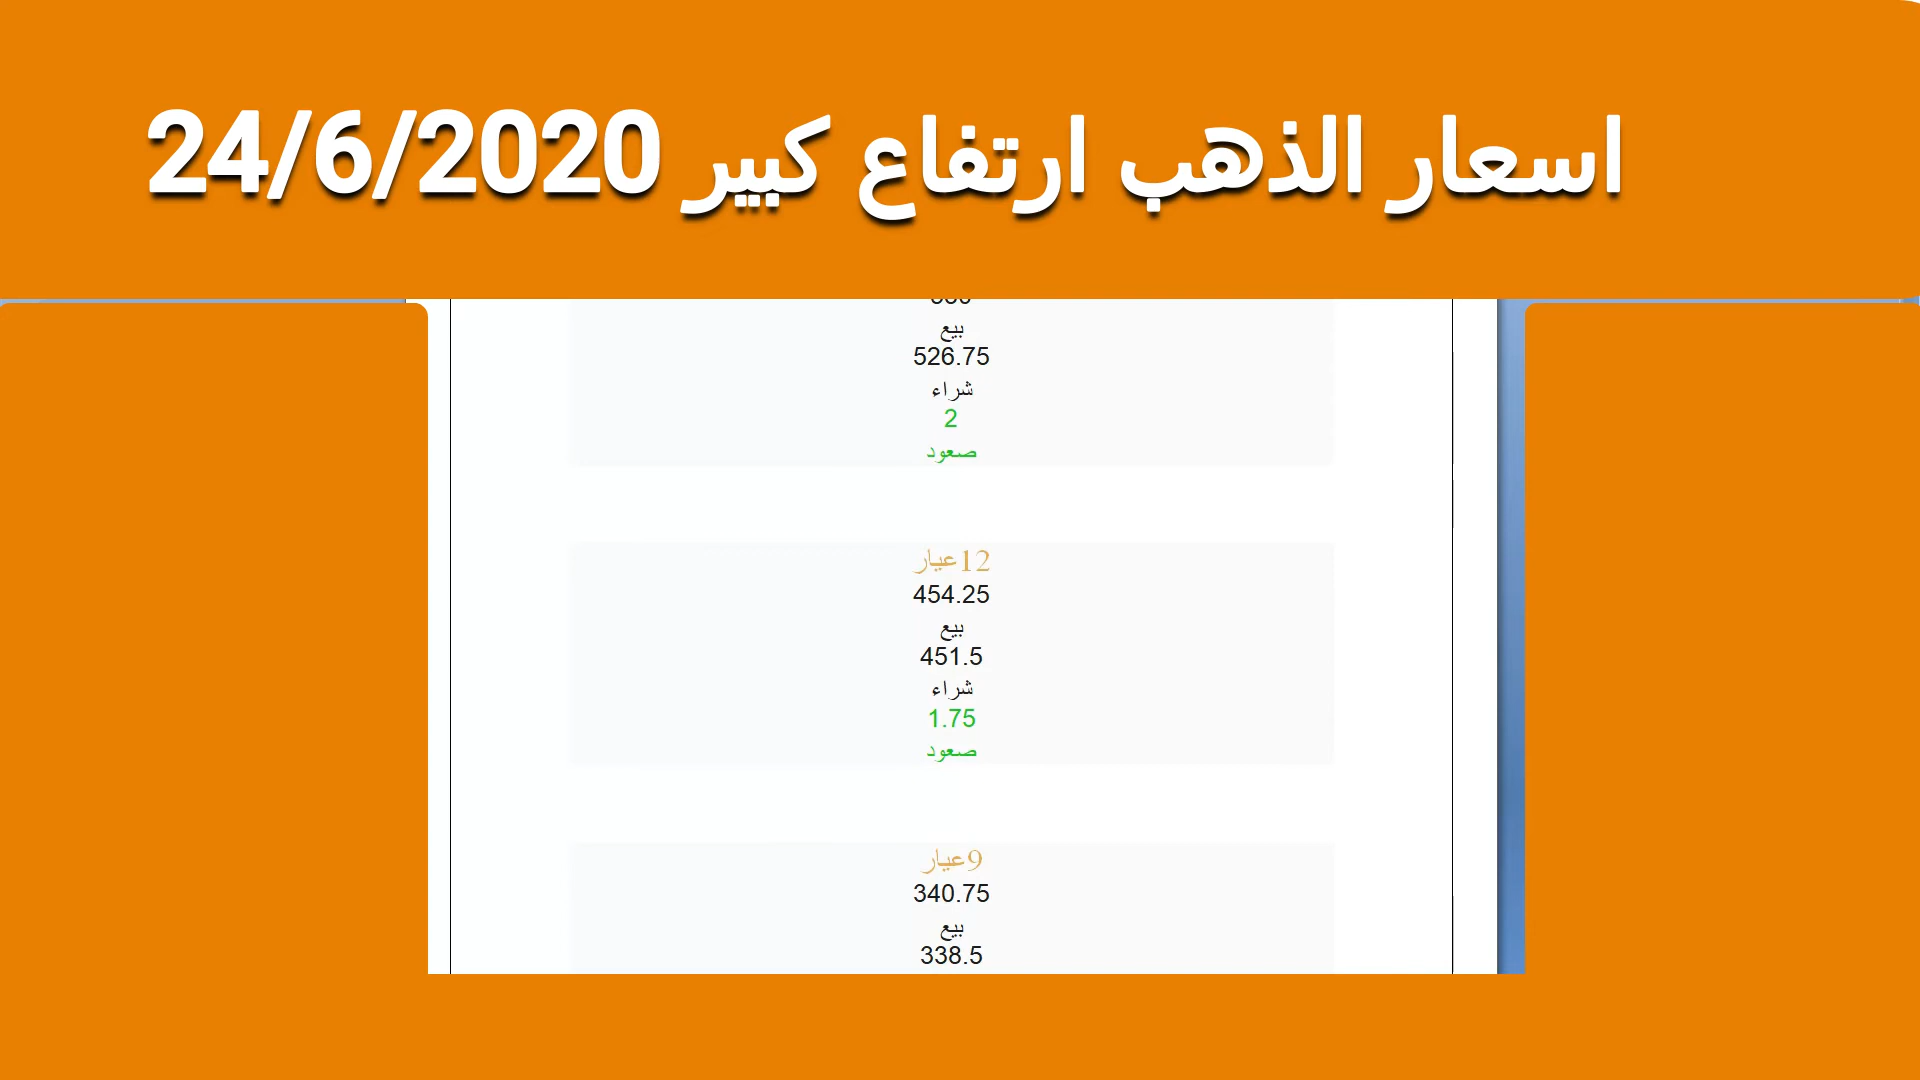 اسعار الذهب ارتفاع كبير 24/6/2020
بيع
526.75
شراء
2
صعود
12عيار
454.25
بيع
451.5
شراء
1.75
صعود
9عيار
340.75
بيع
338.5